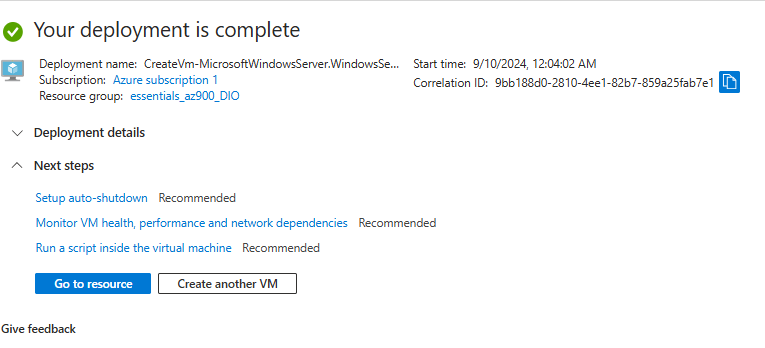 Your deployment is complete
Deployment name: CreateVm-MicrosoftWindowsServer.WindowsSe... Start time: 9/10/2024, 12:04:02 AM
Subscription: Azure subscription 1 Correlation ID: 9bb188d0-2810-4ee1-82b7-859a25fab7e1
Resource group: essentials_az900_DIO
Deployment details
Next steps
Setup auto-shutdown Recommended
Monitor VM health, performance and network dependencies Recommended
Run a script inside the virtual machine Recommended
Go to resource Create another VM
Give feedback